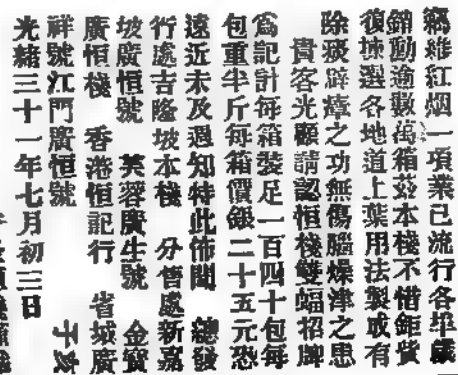 竊維紅烟一項業已流行各埠歲
銷動逾數萬箱茲本棧不惜鉅貲
復揀選各地道上葉用法製成有
除痰辟瘴之功無傷腦燥津之患
貴客光顧請認恒棧雙蝠招牌
爲記計每箱裝足一百四十包每
包重半斤每箱價銀二十五元恐
遠近未及週知特此佈聞 總發
行處吉隆坡本棧 分售處新嘉
坡廣恒號 芙蓉廣生號 金寶
廣恒棧 香港恒記行 省城廣
祥號江門廣恒號
光緒三十一年七月初三日